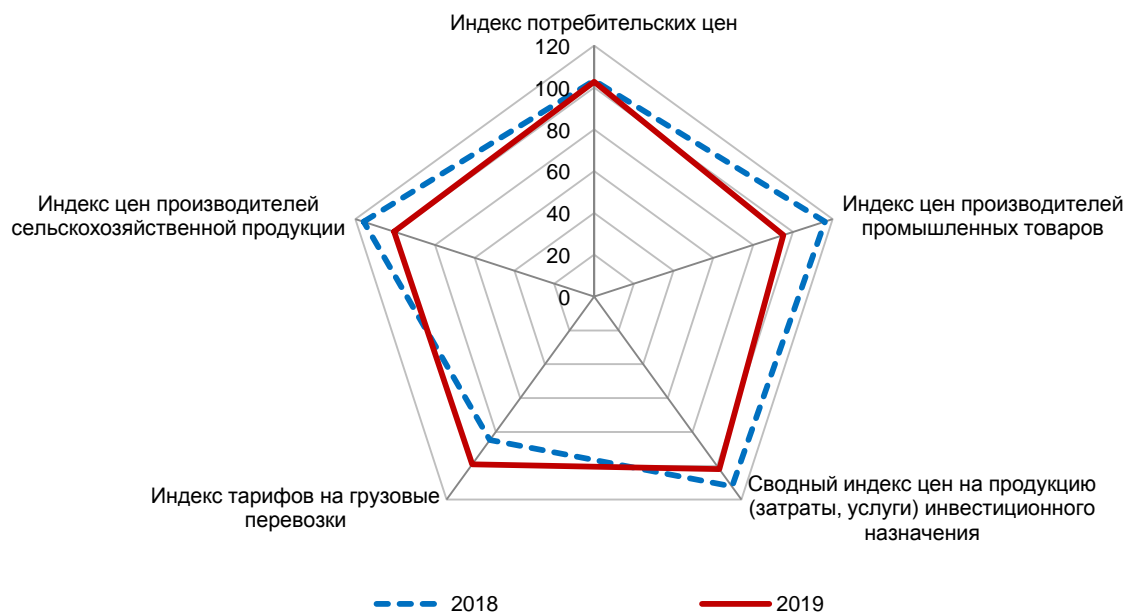 Индекс потребительских цен
120
100
80
60
40
20
0
Индекс цен производителей
сельскохозяйственной продукции
Индекс цен производителей
промышленных товаров
Индекс тарифов на грузовые
перевозки
Сводный индекс цен на продукцию
(затраты, услуги) инвестиционного
назначения
2018
2019